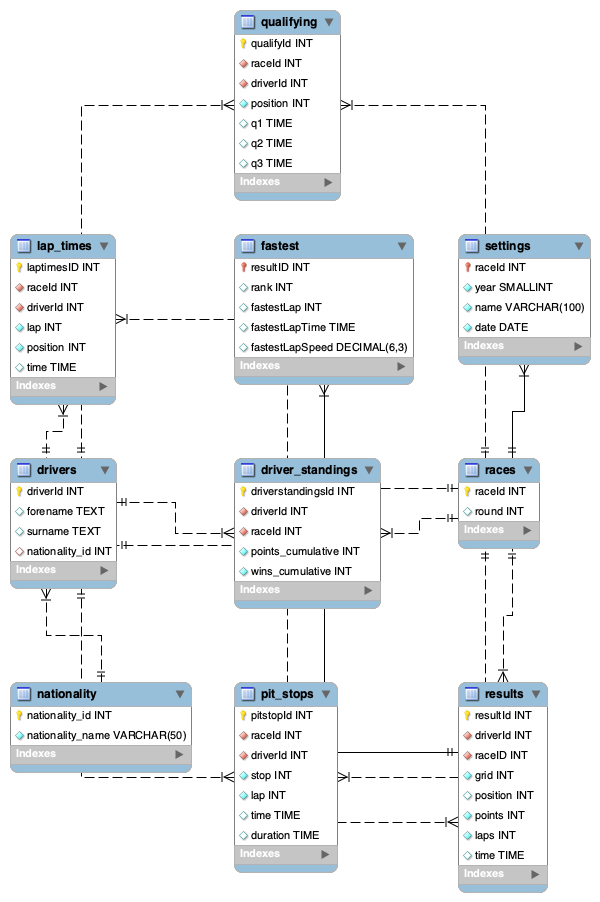 qualifying
qualifyId INT
raceId INT
driverId INT
position INT
q1 TIME
q2 TIME
q3 TIME
Indexes
lap_times
laptimesID INT
raceId INT
driverId INT
lap INT
position INT
time TIME
Indexes
fastest
resultID INT
rank INT
fastestLap INT
fastestLapTime TIME
fastestLapSpeed DECIMAL(6,3)
Indexes
settings
raceId INT
year SMALLINT
name VARCHAR(100)
date DATE
Indexes
drivers
driverId INT
forename TEXT
surname TEXT
nationality_id INT
Indexes
driver_standings
driverstandingsId INT
driverId INT
raceId INT
points_cumulative INT
wins_cumulative INT
Indexes
races
raceId INT
round INT
Indexes
nationality
nationality_id INT
nationality_name VARCHAR(50)
Indexes
pit_stops
pitstopId INT
raceId INT
driverId INT
stop INT
lap INT
time TIME
duration TIME
Indexes
results
resultId INT
driverId INT
raceID INT
grid INT
position INT
points INT
laps INT
time TIME
Indexes